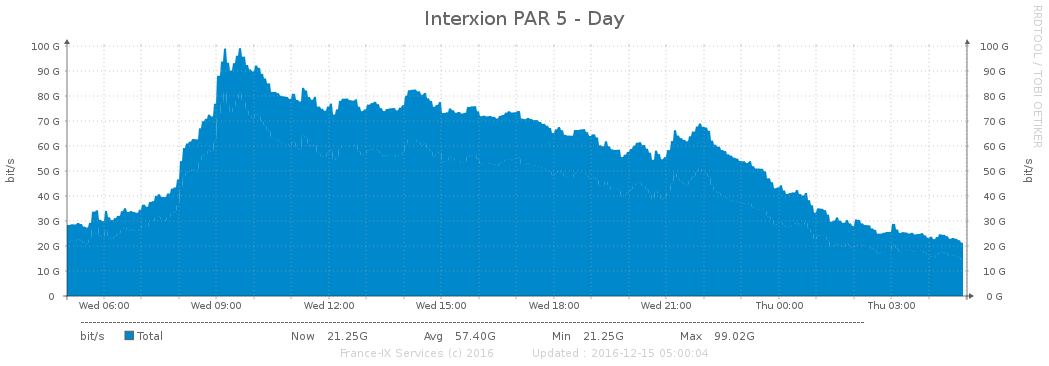 Interxion PAR 5 - Day
RRDTOOL / TOBI OETIKER
bit/s
100 G 100 G
90 G 90 G
80 G 80 G
70 G 70 G
60 G 60 G
50 G 50 G
40 G 40 G
30 G 30 G
20 G 20 G
10 G 10 G
0 0 G
bit/s
Wed 06:00 Wed 09:00 Wed 12:00 Wed 15:00 Wed 18:00 Wed 21:00 Thu 00:00 Thu 03:00
bit/s Total Now 21.25G Avg 57.40G Min 21.25G Max 99.02G
France-IX Services (c) 2016 Updated : 2016-12-15 05:00:04